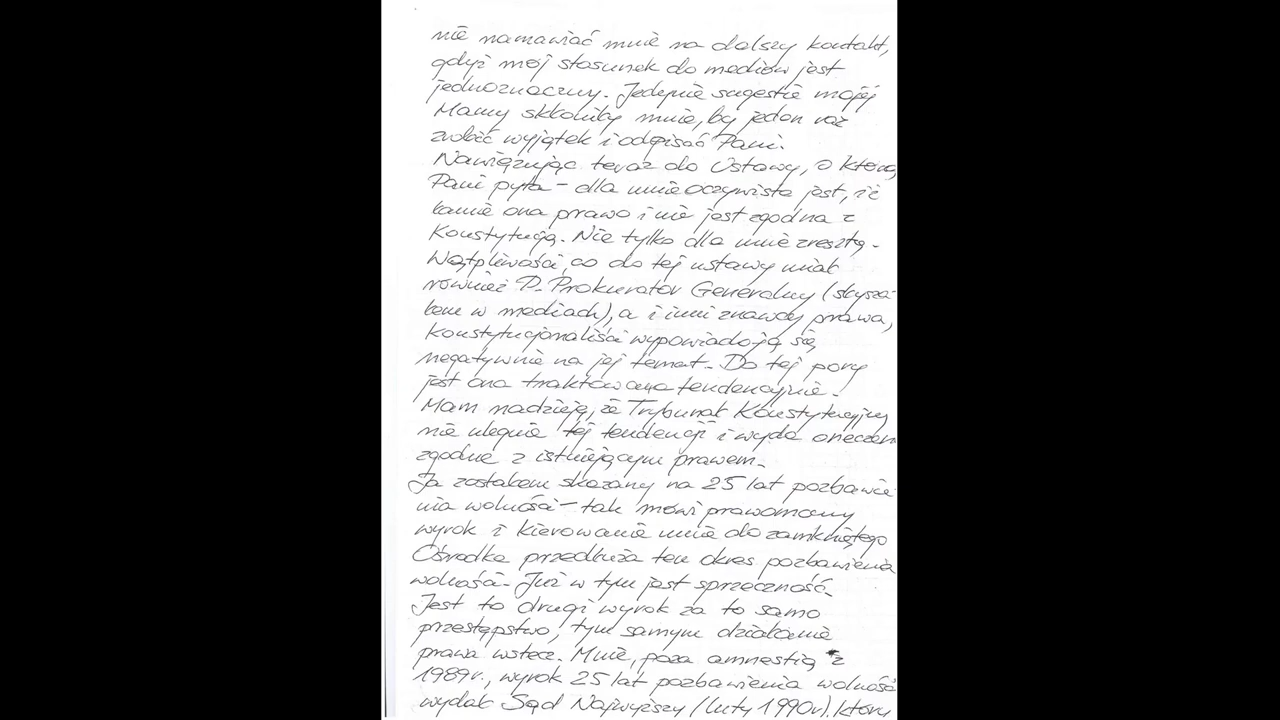 nie namawiać mnie na dalszy kontakt,
gdyż mój stosunek do mediów jest
jednoznaczny. Jedynie sugestie mojej
Mamy skłoniły mnie, by jeden raz
zrobić wyjątek i odpisać Pani.
Nawiązując teraz do Ustawy, o którą
Pani pyta - dla mnie oczywiste jest, iż
łamie ona prawo i nie jest zgodna z
Konstytucją. Nie tylko dla mnie zresztą.
Wątpliwości, co do tej ustawy miał
również P. Prokurator Generalny (słysza-
łem w mediach), a i inni znawcy prawa,
konstytucjonaliści wypowiadają się
negatywnie na jej temat. Do tej pory
jest ona traktowana tendencyjnie.
Mam nadzieję, że Trybunał Konstytucyjny
nie ulegnie tej tendencji i wyda orzeczen
zgodne z istniejącym prawem.
Ja zostałem skazany na 25 lat pozbawie-
nia wolności - tak mówi prawomocny
wyrok i kierowanie mnie do zamkniętego
Ośrodka przedłuża ten okres pozbawienia
wolności. Już w tym jest sprzeczność.
Jest to drugi wyrok za to samo
przestępstwo, tym samym działanie
prawa wstecz. Mnie, poza amnestią z
1989r., wyrok 25 lat pozbawienia wolności
wydał Sąd Najwyższy (luty 1990r). który